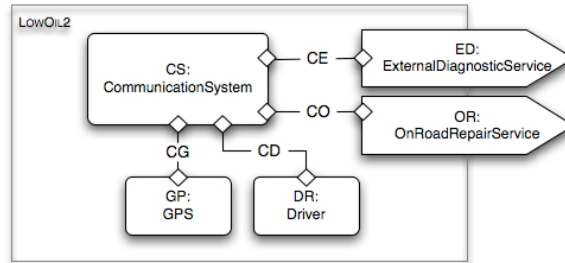 LowOil2
CS:
CommunicationSystem
CE
ED:
ExternalDiagnosticService
CO
OR:
OnRoadRepairService
CG
CD
GP:
GPS
DR:
Driver